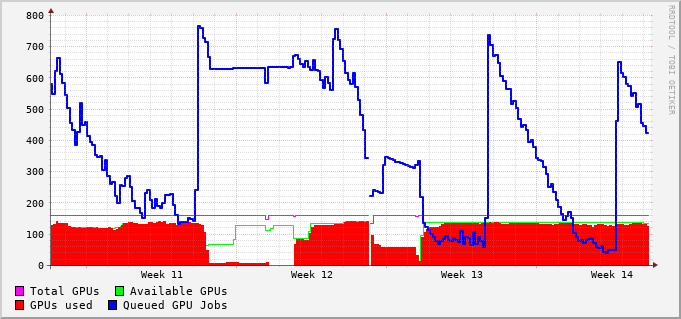 800
700
600
500
400
300
200
100
0
Week 11 Week 12 Week 13 Week 14
Total GPUs Available GPUs
GPUs used Queued GPU Jobs
RRDTOOL / TOBI OETIKER